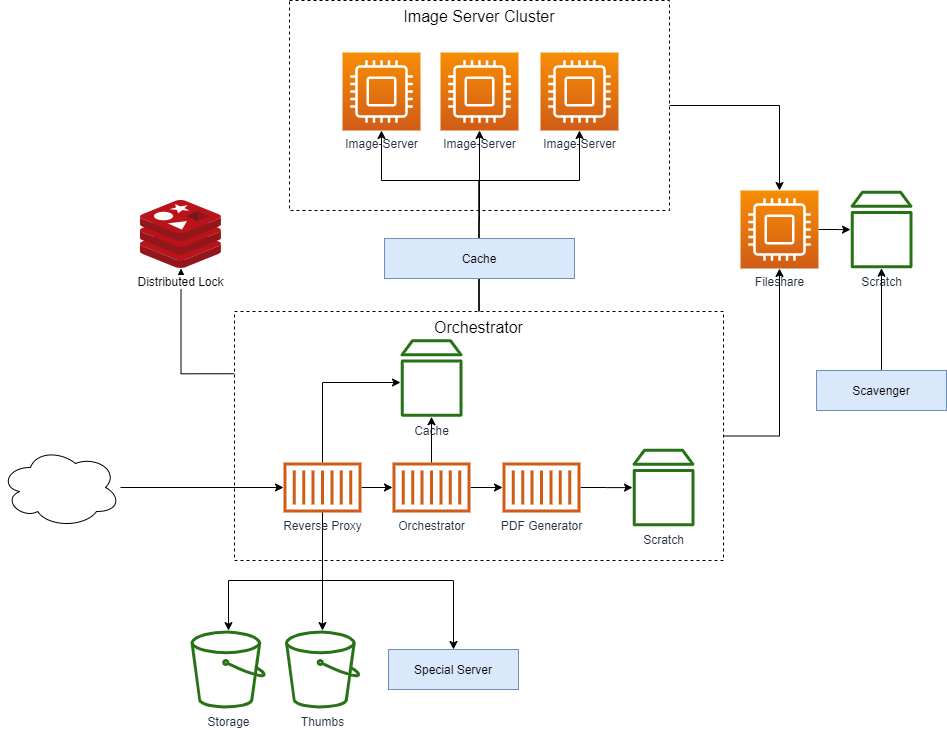 Image Server Cluster
Image-Server
Image-Server
Image-Server
Distributed Lock
Cache
Fileshare
Scratch
Orchestrator
Scavenger
Cache
Reverse Proxy
Orchestrator
PDF Generator
Scratch
Special Server
Storage
Thumbs